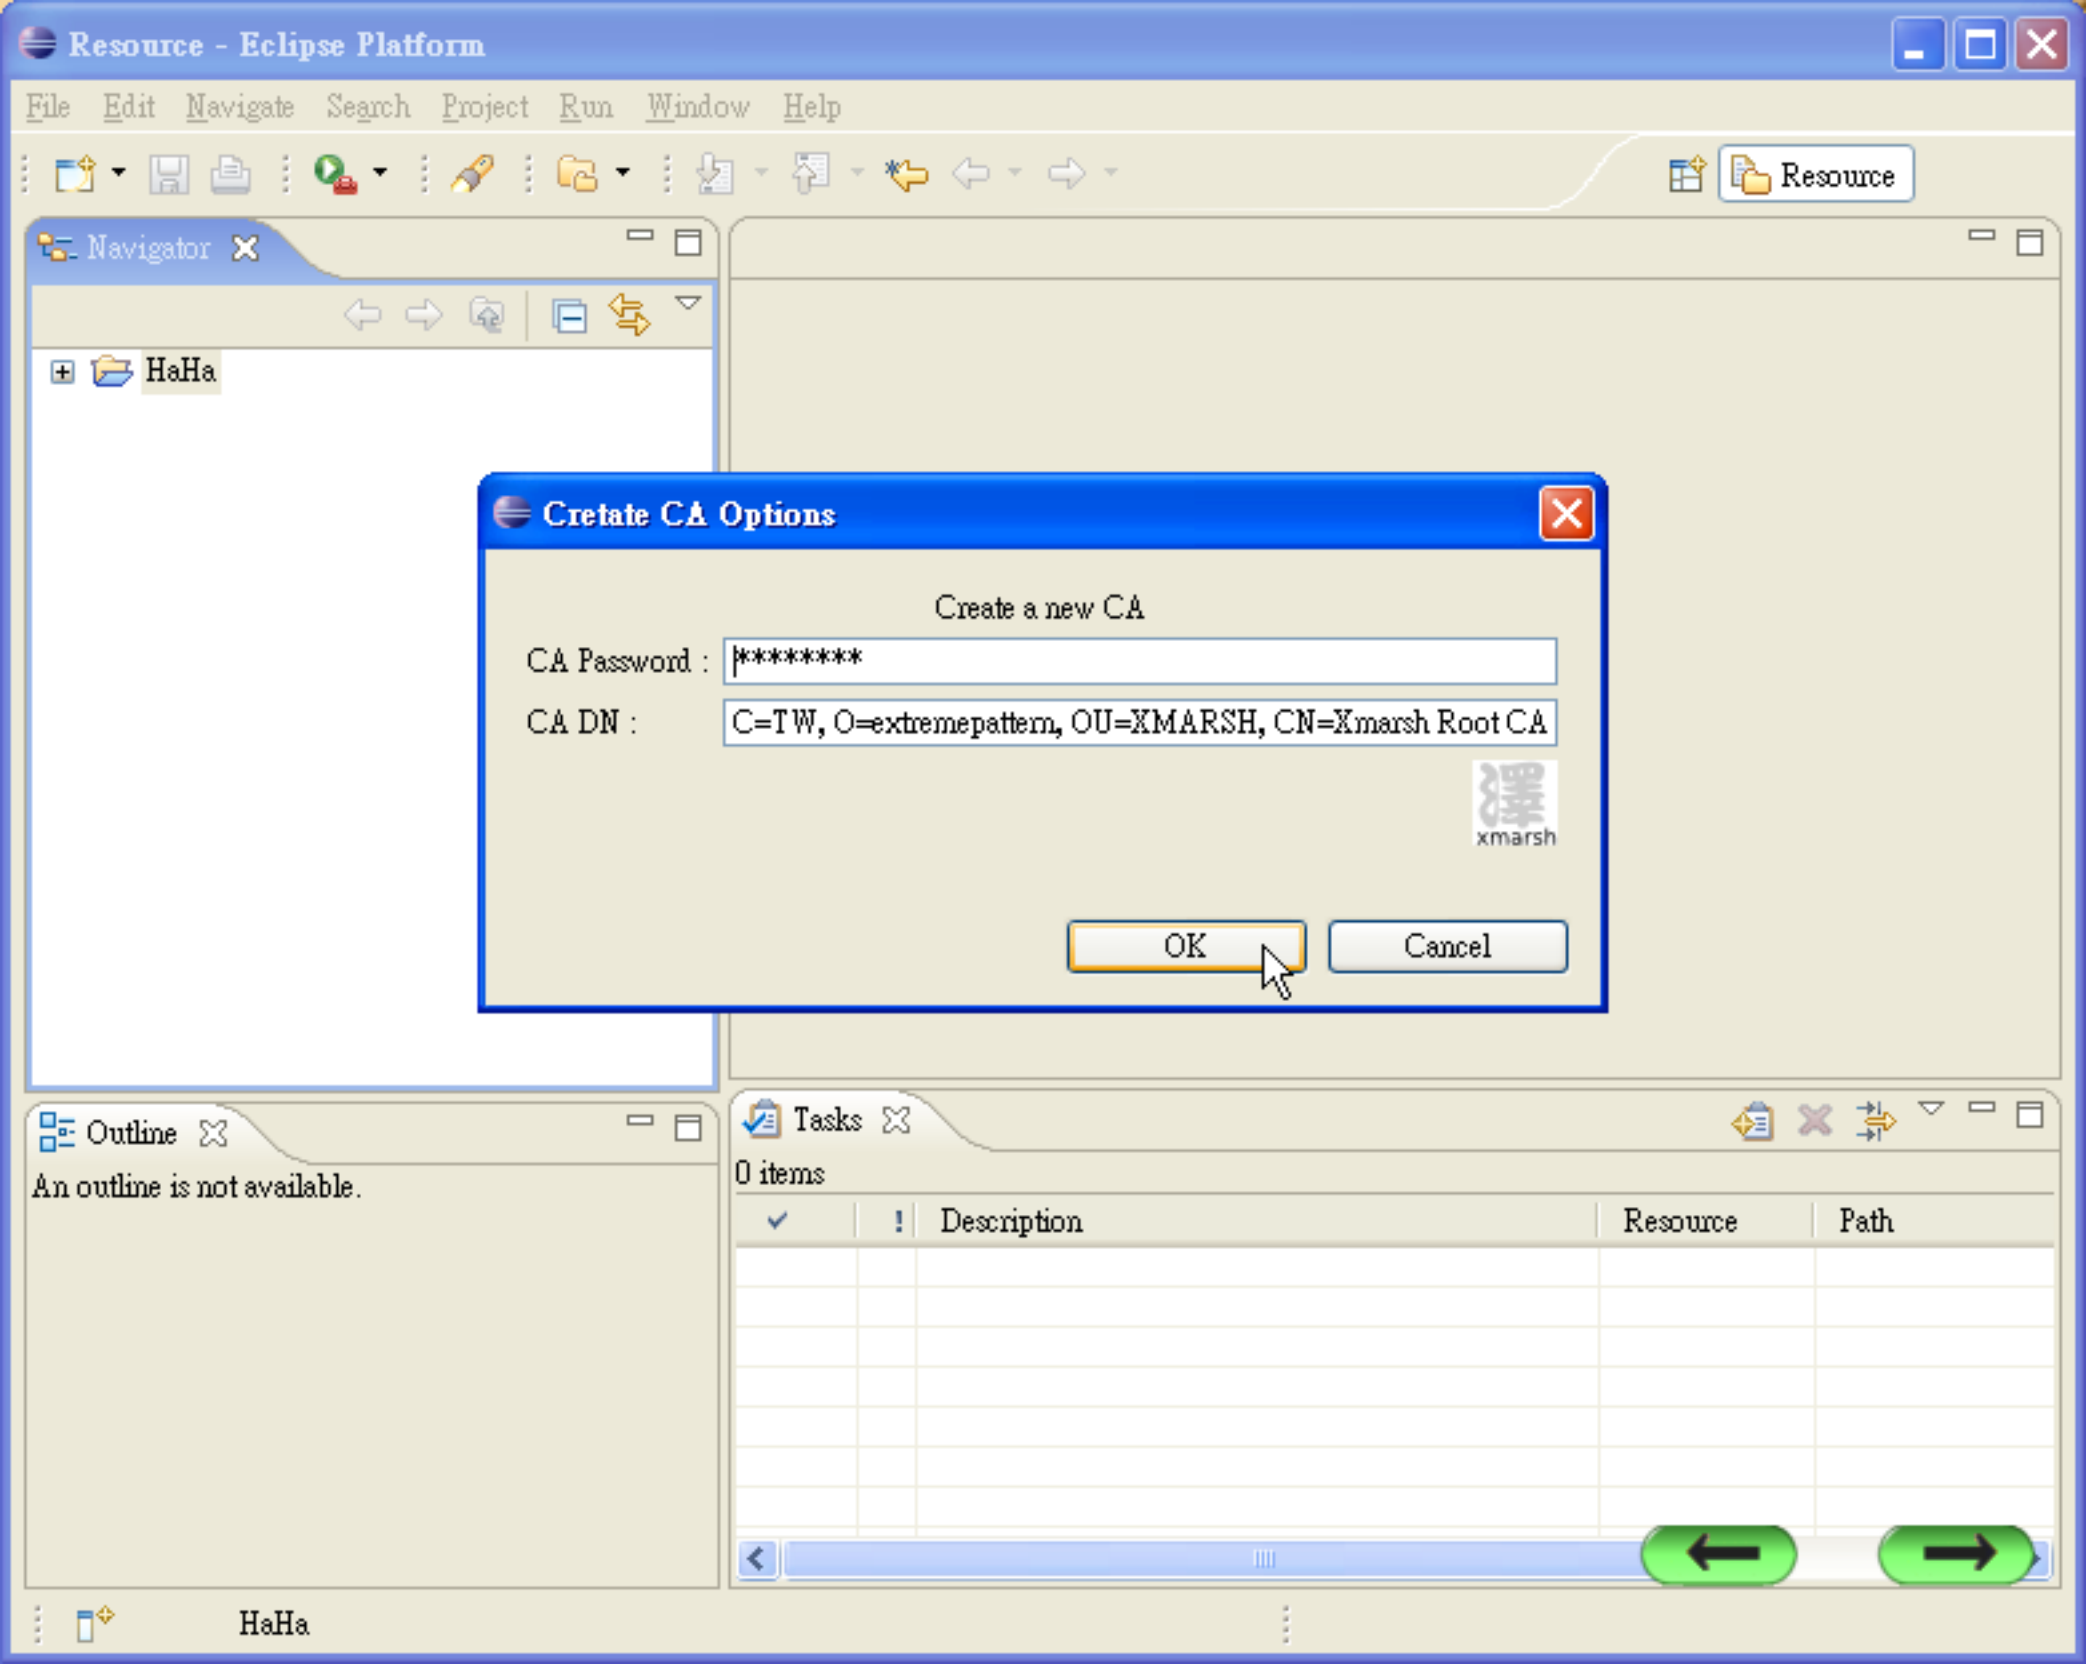 Resource - Eclipse Platform
File Edit Navigate Search Project Run Window Help
Resource
Navigator
HaHa
Cretate CA Options
Create a new CA
CA Password : ********
CA DN : C=TW, O=extremepattern, OU=XMARSH, CN=Xmarsh Root CA
澤
xmarsh
OK Cancel
Outline
An outline is not available.
Tasks
0 items
! Description Resource Path
HaHa